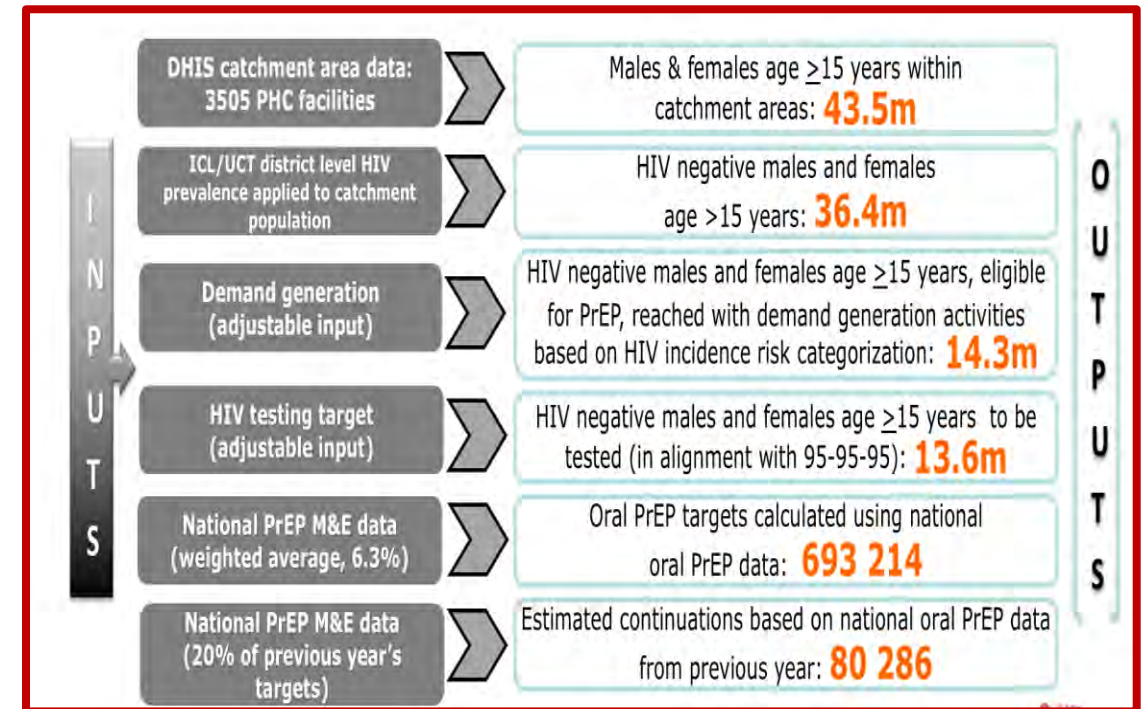 DHIS catchment area data:
3505 PHC facilities
Males & females age >15 years within
catchment areas: 43.5m
ICL/UCT district level HIV
prevalence applied to catchment
population
HIV negative males and females
age >15 years: 36.4m
Demand generation
(adjustable input)
HIV negative males and females age >15 years, eligible
for PrEP, reached with demand generation activities
based on HIV incidence risk categorization: 14.3m
HIV testing target
(adjustable input)
HIV negative males and females age >15 years to be
tested (in alignment with 95-95-95): 13.6m
National PrEP M&E data
(weighted average, 6.3%)
Oral PrEP targets calculated using national
oral PrEP data: 693 214
National PrEP M&E data
(20% of previous year's
targets)
Estimated continuations based on national oral PrEP data
from previous year: 80 286
INPUTS
OUTPUTS